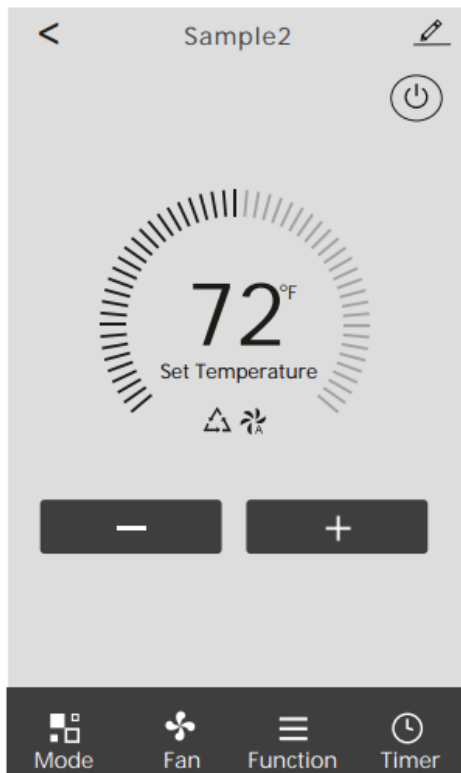 < Sample2
72 °F
Set Temperature
A
− +
Mode Fan Function Timer